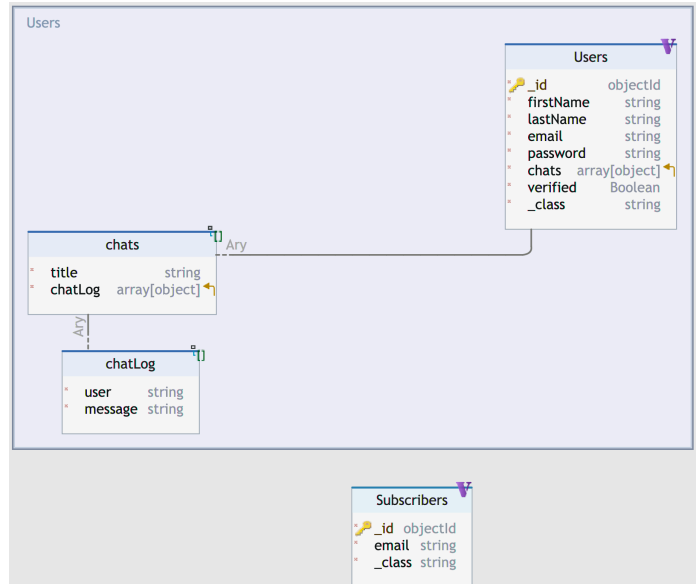 Users
Users
_id objectId
firstName string
lastName string
email string
password string
chats array[object]
verified Boolean
_class string
chats
Ary
title string
chatLog array[object]
Ary
chatLog
user string
message string
Subscribers
_id objectId
email string
_class string